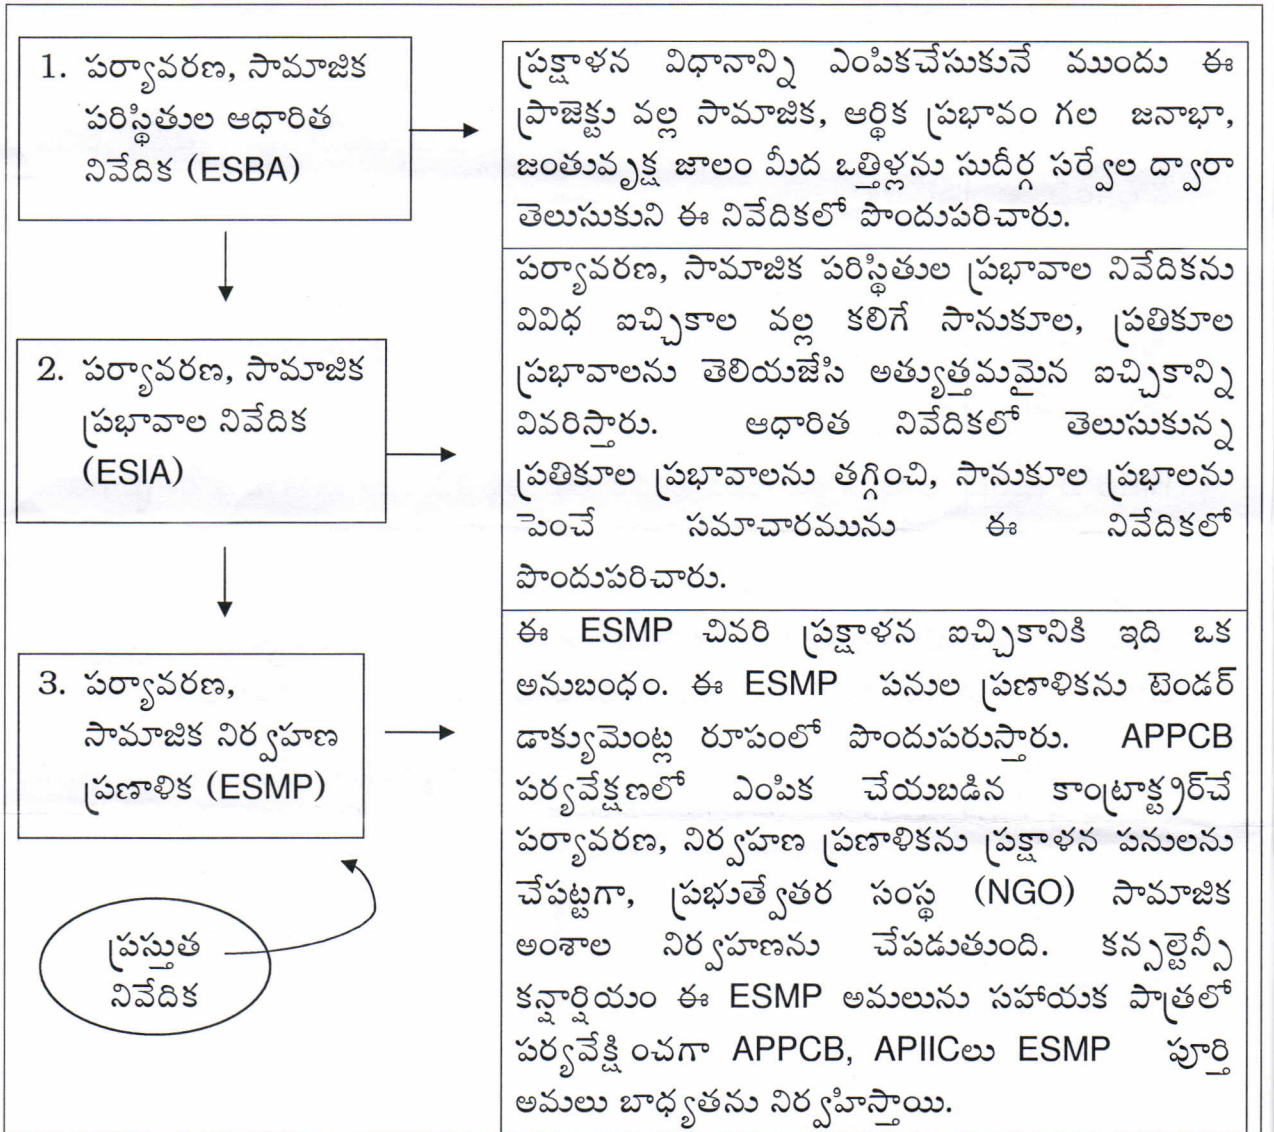 1. పర్యావరణ, సామాజిక
పరిస్థితుల ఆధారిత
నివేదిక (ESBA)
ప్రక్షాళన విధానాన్ని ఎంపికచేసుకునే ముందు ఈ
ప్రాజెక్టు వల్ల సామాజిక, ఆర్థిక ప్రభావం గల జనాభా,
జంతువృక్ష జాలం మీద ఒత్తిళ్లను సుదీర్గ సర్వేల ద్వారా
తెలుసుకుని ఈ నివేదికలో పొందుపరిచారు.
2. పర్యావరణ, సామాజిక
ప్రభావాల నివేదిక
(ESIA)
పర్యావరణ, సామాజిక పరిస్థితుల ప్రభావాల నివేదికను
వివిధ ఐచ్చికాల వల్ల కలిగే సానుకూల, ప్రతికూల
ప్రభావాలను తెలియజేసి అత్యుత్తమమైన ఐచ్చికాన్ని
వివరిస్తారు. ఆధారిత నివేదికలో తెలుసుకున్న
ప్రతికూల ప్రభావాలను తగ్గించి, సానుకూల ప్రభాలను
పెంచే సమాచారమును ఈ నివేదికలో
పొందుపరిచారు.
3. పర్యావరణ,
సామాజిక నిర్వహణ
ప్రణాళిక (ESMP)
ప్రస్తుత
నివేదిక
ఈ ESMP చివరి ప్రక్షాళన ఐచ్చికానికి ఇది ఒక
అనుబంధం. ఈ ESMP పనుల ప్రణాళికను టెండర్
డాక్యుమెంట్ల రూపంలో పొందుపరుస్తారు. APPCB
పర్యవేక్షణలో ఎంపిక చేయబడిన కాంట్రాక్ట్రర్‌చే
పర్యావరణ, నిర్వహణ ప్రణాళికను ప్రక్షాళన పనులను
చేపట్టగా, ప్రభుత్వేతర సంస్థ (NGO) సామాజిక
అంశాల నిర్వహణను చేపడుతుంది. కన్సల్టెన్సీ
కన్షార్షియం ఈ ESMP అమలును సహాయక పాత్రలో
పర్యవేక్షించగా APPCB, APIICలు ESMP పూర్తి
అమలు బాధ్యతను నిర్వహిస్తాయి.